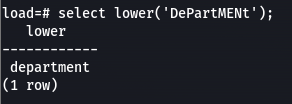 load=# select lower('DePartMENt');
lower
------------
department
(1 row)